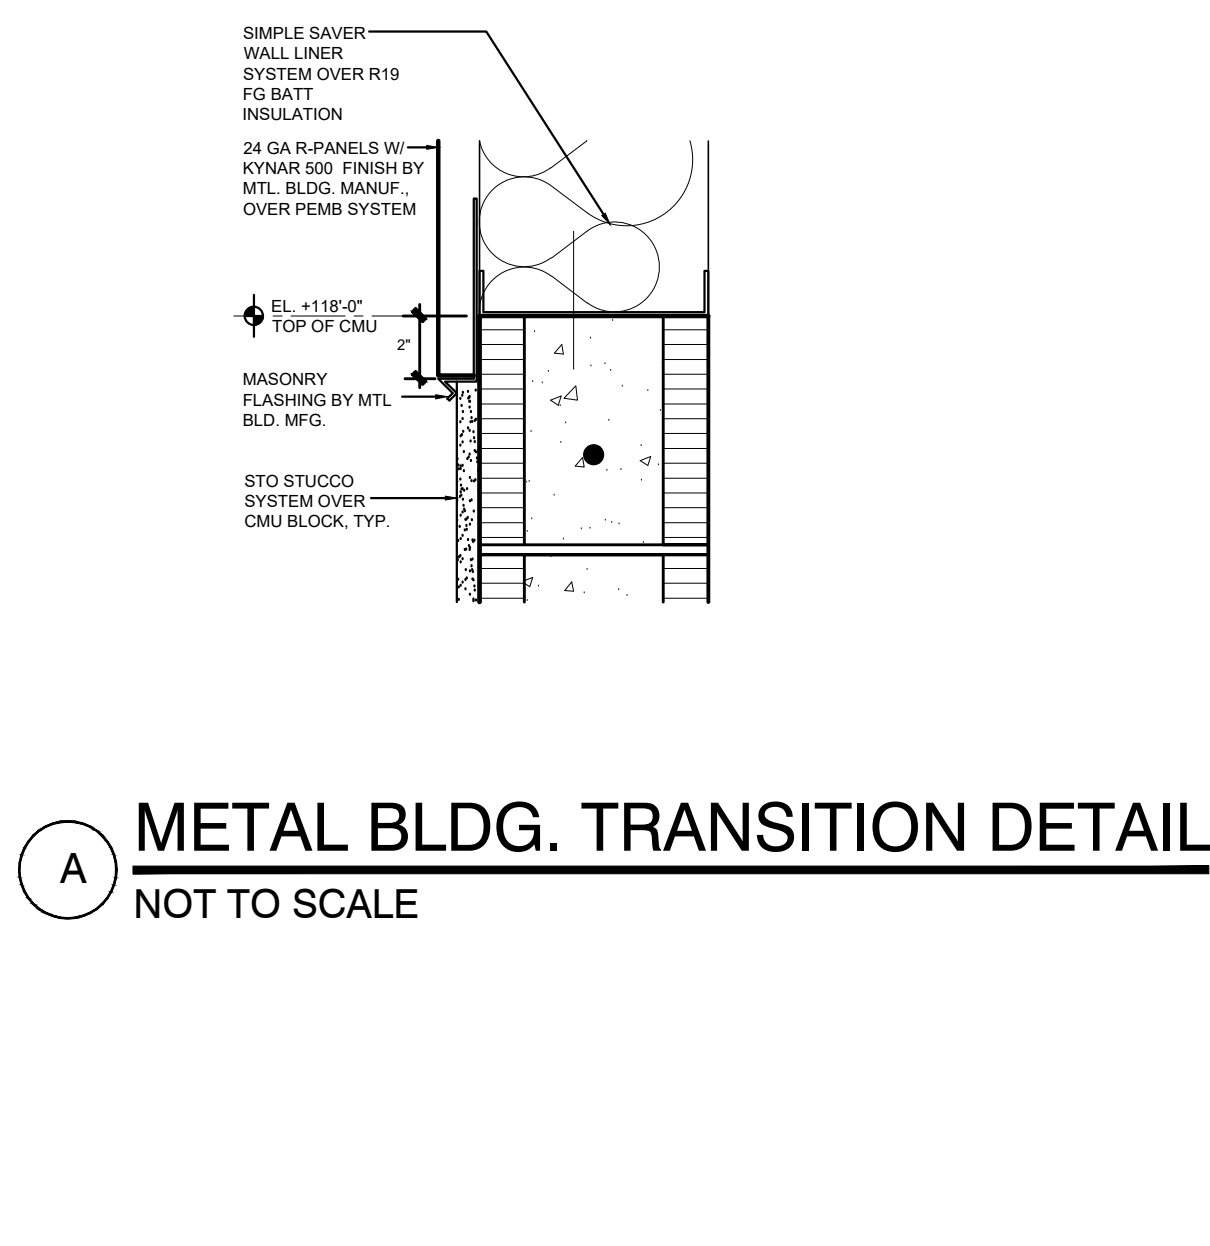 SIMPLE SAVER
WALL LINER
SYSTEM OVER R19
FG BATT
INSULATION
24 GA R-PANELS W/
KYNAR 500 FINISH BY
MTL. BLDG. MANUF.,
OVER PEMB SYSTEM
EL. +118'-0"
TOP OF CMU
2"
MASONRY
FLASHING BY MTL
BLD. MFG.
STO STUCCO
SYSTEM OVER
CMU BLOCK, TYP.
A
METAL BLDG. TRANSITION DETAIL
NOT TO SCALE